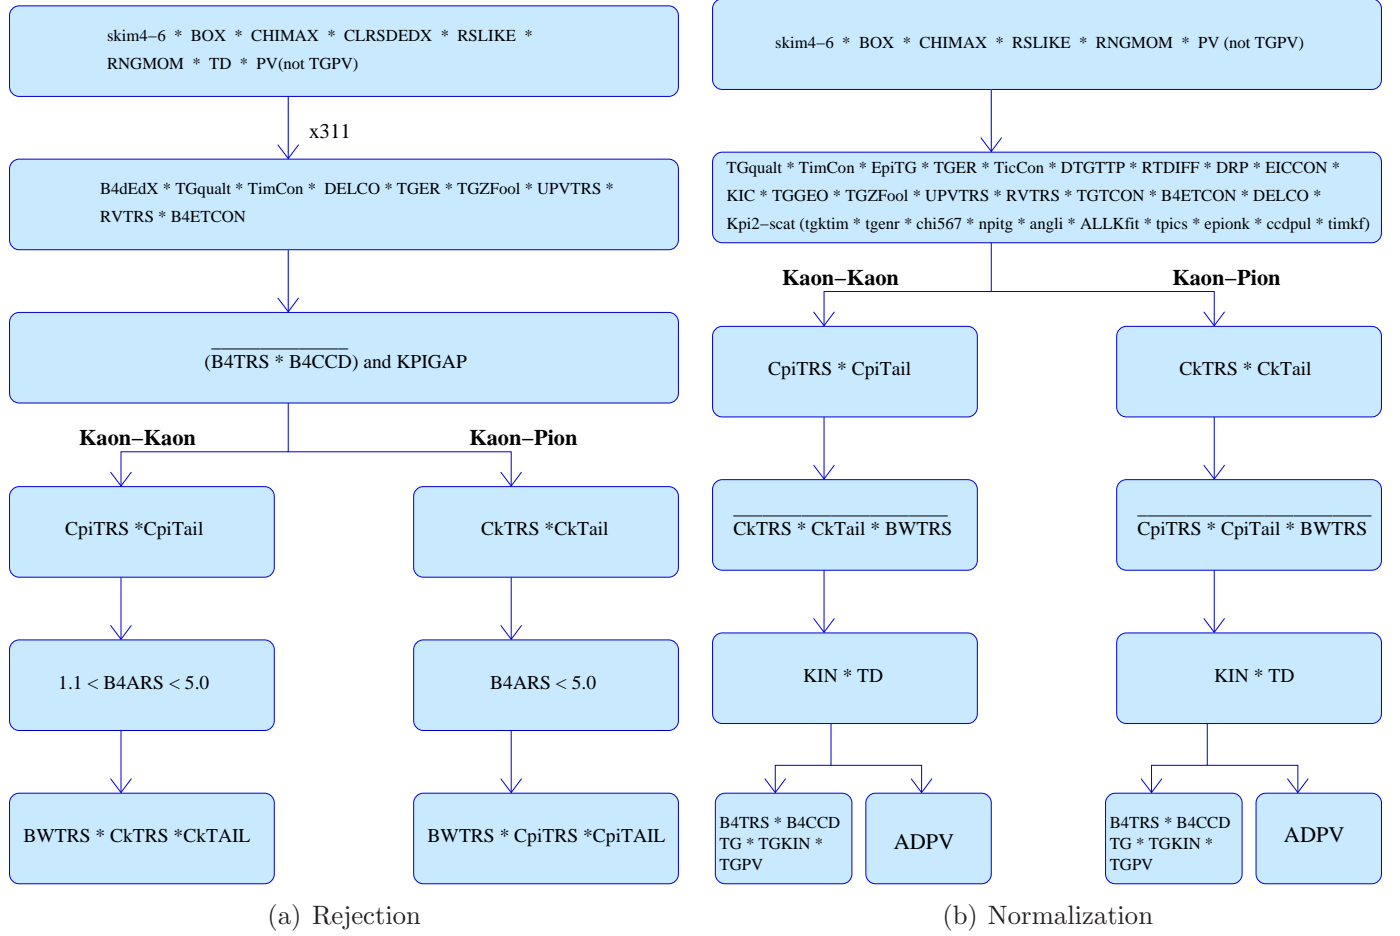 skim4−6 * BOX * CHIMAX * CLRSDEDX * RSLIKE *
RNGMOM * TD * PV(not TGPV)
x311
B4dEdX * TGqualt * TimCon * DELCO * TGER * TGZFool * UPVTRS *
RVTRS * B4ETCON
(B4TRS * B4CCD) and KPIGAP
Kaon−Kaon
Kaon−Pion
CpiTRS *CpiTail
CkTRS *CkTail
1.1 < B4ARS < 5.0
B4ARS < 5.0
BWTRS * CkTRS *CkTAIL
BWTRS * CpiTRS *CpiTAIL
(a) Rejection
skim4−6 * BOX * CHIMAX * RSLIKE * RNGMOM * PV (not TGPV)
TGqualt * TimCon * EpiTG * TGER * TicCon * DTGTTP * RTDIFF * DRP * EICCON *
KIC * TGGEO * TGZFool * UPVTRS * RVTRS * TGTCON * B4ETCON * DELCO *
Kpi2−scat (tgktim * tgenr * chi567 * npitg * angli * ALLKfit * tpics * epionk * ccdpul * timkf)
Kaon−Kaon
Kaon−Pion
CpiTRS * CpiTail
CkTRS * CkTail
CkTRS * CkTail * BWTRS
CpiTRS * CpiTail * BWTRS
KIN * TD
KIN * TD
B4TRS * B4CCD
TG * TGKIN *
TGPV
ADPV
B4TRS * B4CCD
TG * TGKIN *
TGPV
ADPV
(b) Normalization